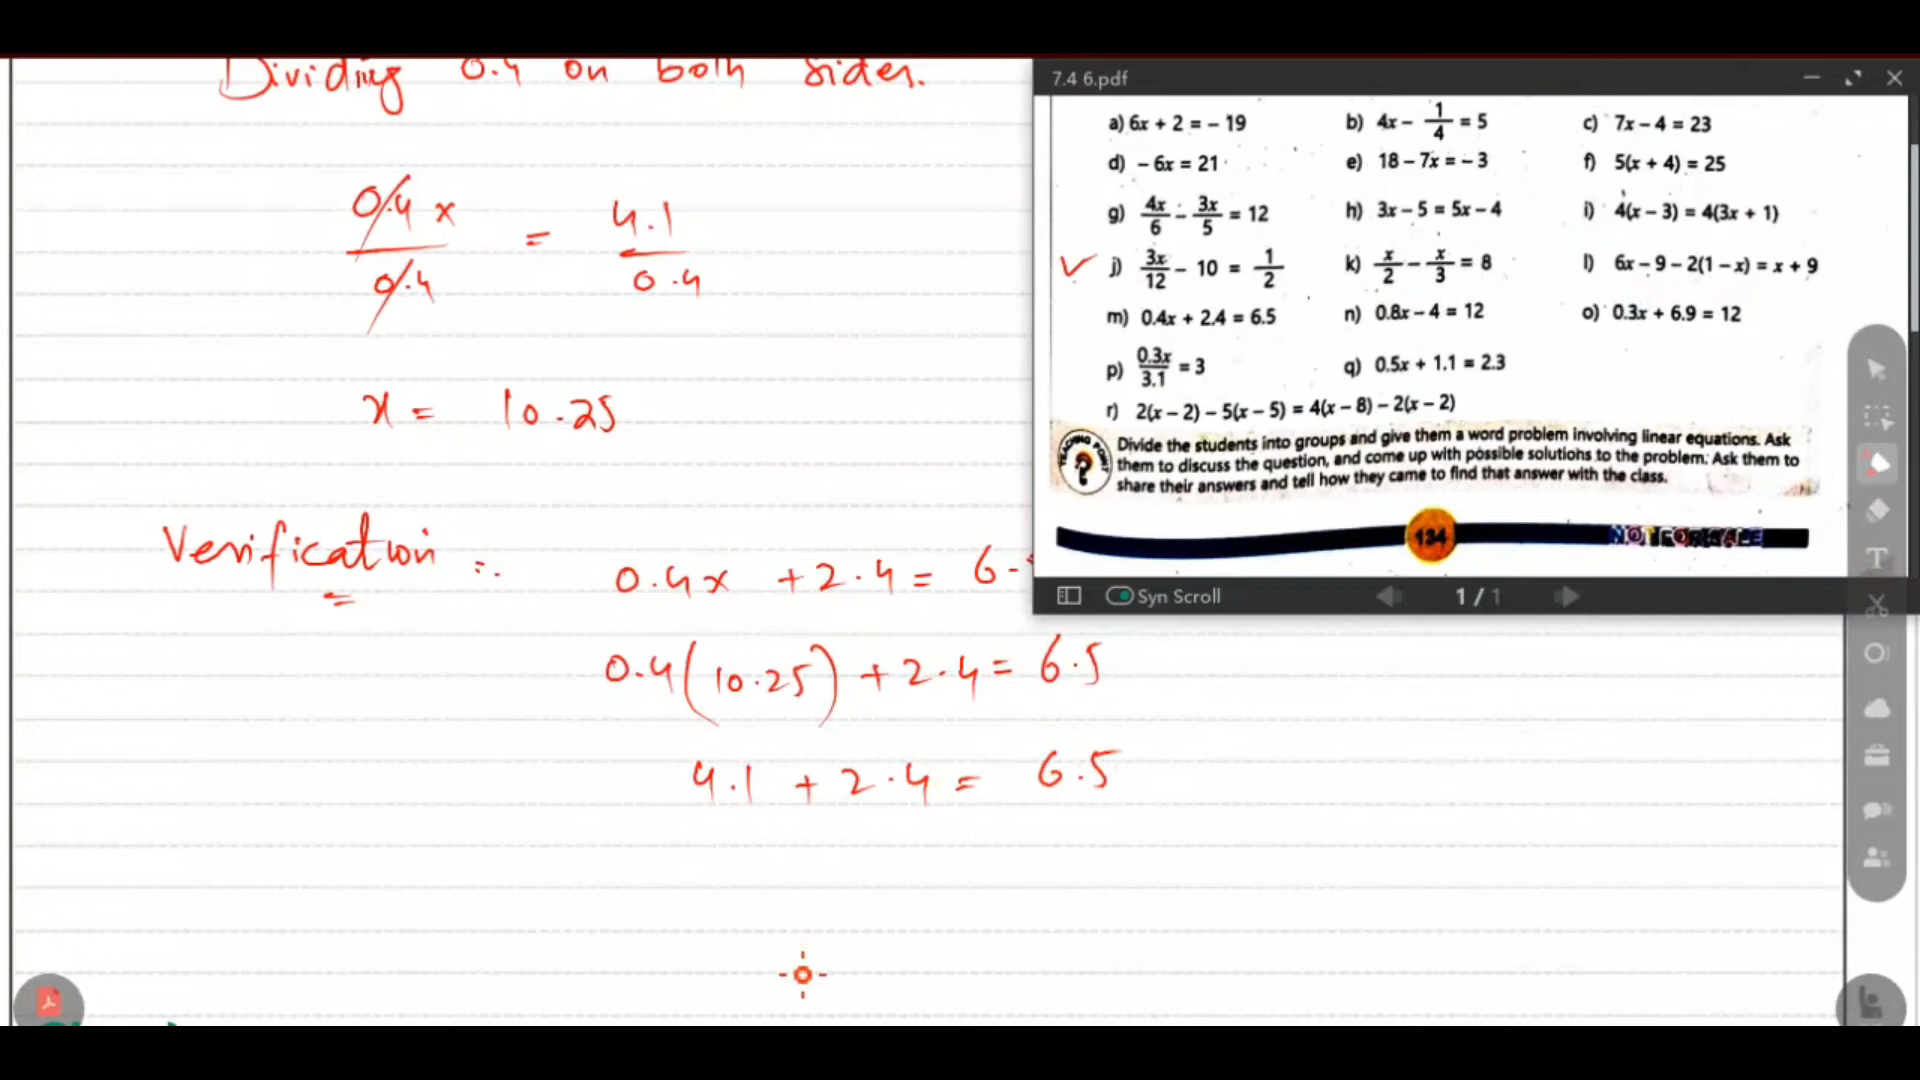 Dividing 0.4 on both sides.
0.4 x / 0.4 = 4.1 / 0.4
x = 10.25
Verification :. 0.4x + 2.4 = 6.
0.4(10.25) + 2.4 = 6.5
4.1 + 2.4 = 6.5
7.4 6.pdf
a) 6x + 2 = – 19 b) 4x – 1/4 = 5 c) 7x – 4 = 23
d) – 6x = 21 e) 18 – 7x = – 3 f) 5(x + 4) = 25
g) 4x/6 – 3x/5 = 12 h) 3x – 5 = 5x – 4 i) 4(x – 3) = 4(3x + 1)
j) 3x/12 – 10 = 1/2 k) x/2 – x/3 = 8 l) 6x – 9 – 2(1 – x) = x + 9
m) 0.4x + 2.4 = 6.5 n) 0.8x – 4 = 12 o) 0.3x + 6.9 = 12
p) 0.3x/3.1 = 3 q) 0.5x + 1.1 = 2.3
r) 2(x – 2) – 5(x – 5) = 4(x – 8) – 2(x – 2)
TEACHING POINT
?
Divide the students into groups and give them a word problem involving linear equations. Ask
them to discuss the question, and come up with possible solutions to the problem. Ask them to
share their answers and tell how they came to find that answer with the class.
134
NOT FOR SALE
Syn Scroll
1 / 1
T